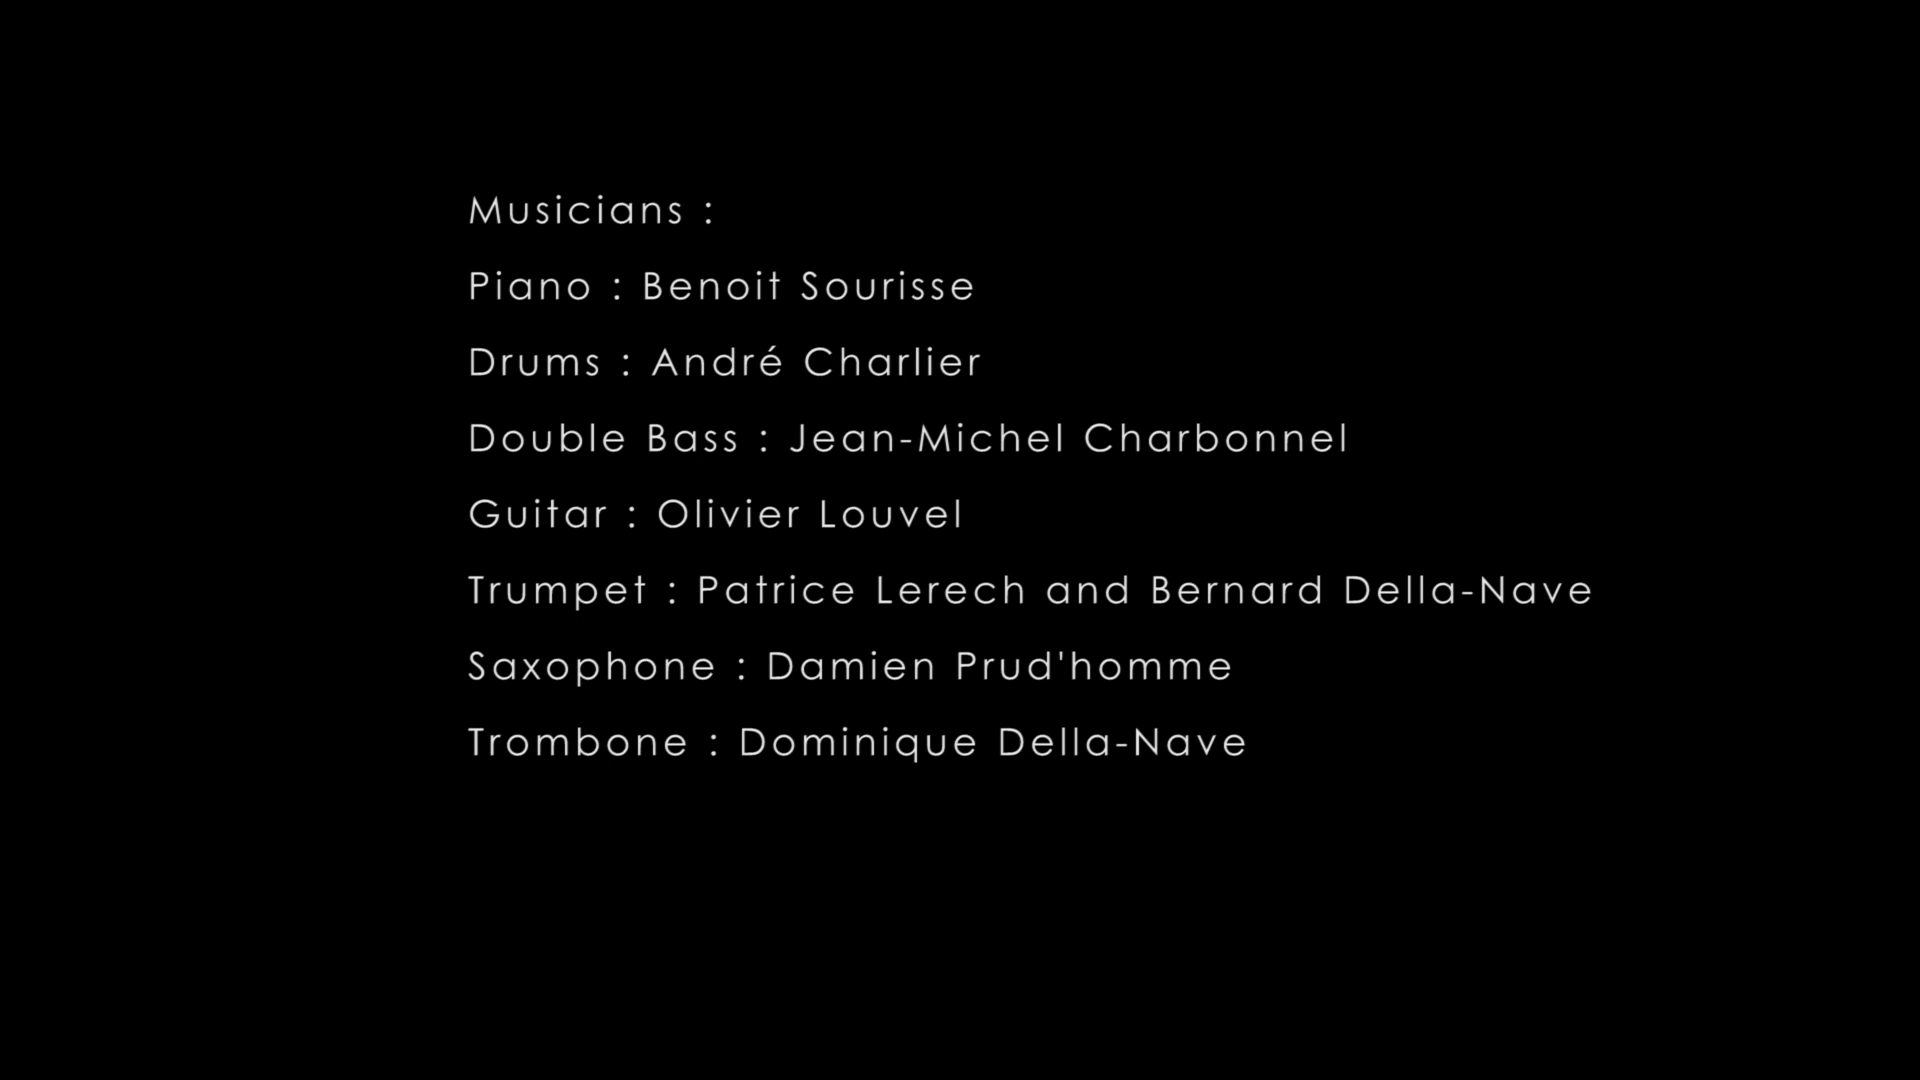 Musicians :
Piano : Benoit Sourisse
Drums : André Charlier
Double Bass : Jean-Michel Charbonnel
Guitar : Olivier Louvel
Trumpet : Patrice Lerech and Bernard Della-Nave
Saxophone : Damien Prud'homme
Trombone : Dominique Della-Nave